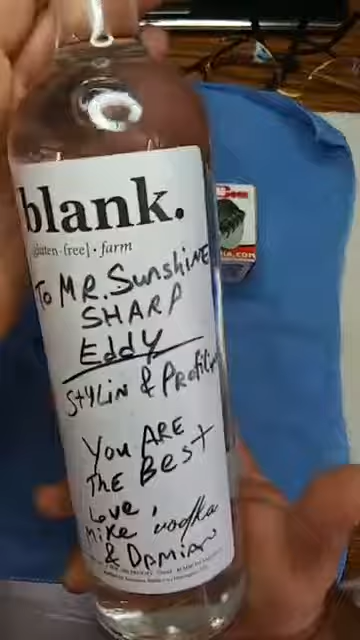 blank.
[gluten-free] • farm
To MR. Sunshine
SHARP
Eddy
Stylin & Profilin
You ARE
The Best
Love,
Mike vodka
& Damian